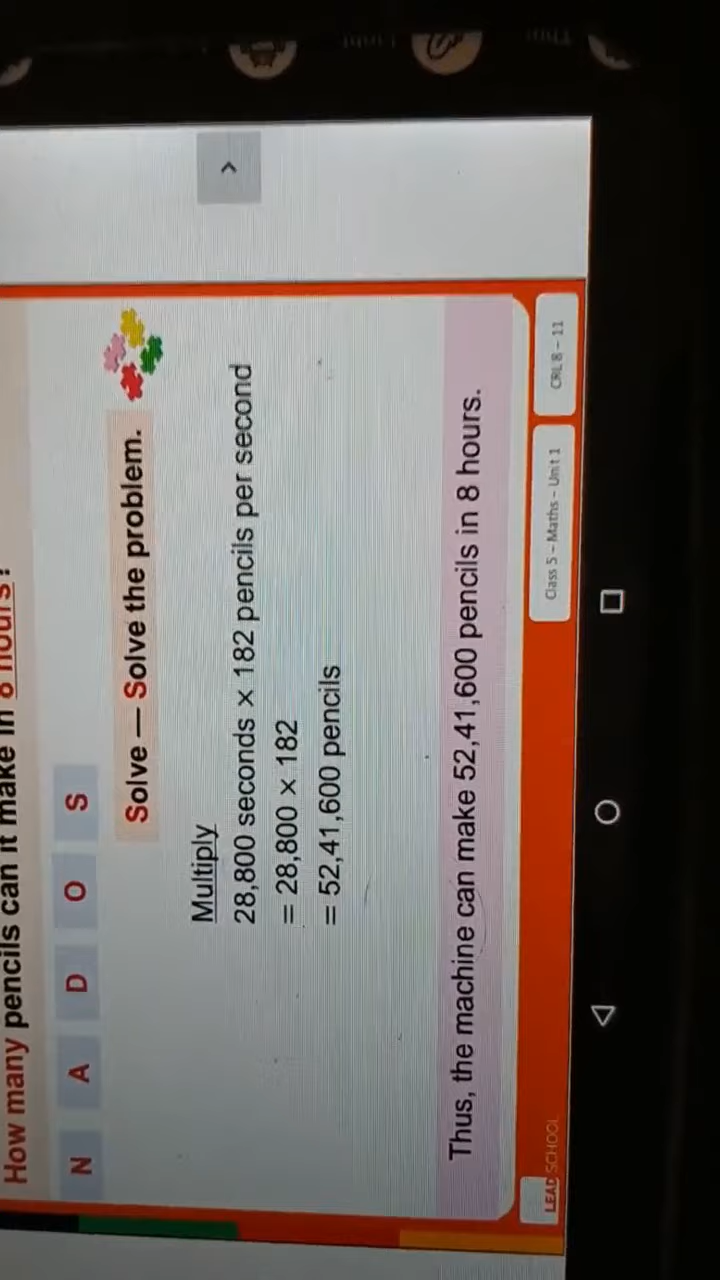 How many pencils can it make in 8 hours?
N A D O S
Solve — Solve the problem.
Multiply
28,800 seconds × 182 pencils per second
= 28,800 × 182
= 52,41,600 pencils
Thus, the machine can make 52,41,600 pencils in 8 hours.
LEAD SCHOOL
Class 5 – Maths – Unit 1
CRL 8 – 11